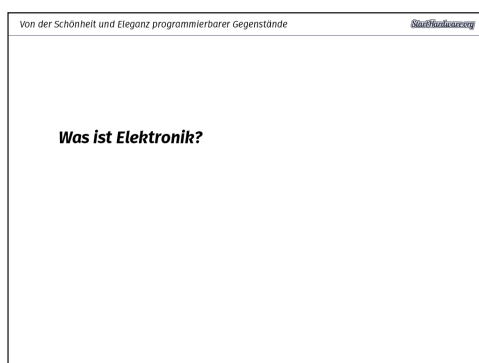 Von der Schönheit und Eleganz programmierbarer Gegenstände
StartHardware.org
Was ist Elektronik?